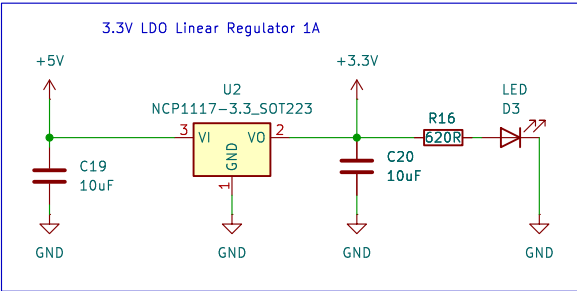 3.3V LDO Linear Regulator 1A
+5V
+3.3V
U2
NCP1117-3.3_SOT223
LED
D3
R16
620R
3
VI
VO
2
GND
1
C19
10uF
C20
10uF
GND
GND
GND
GND